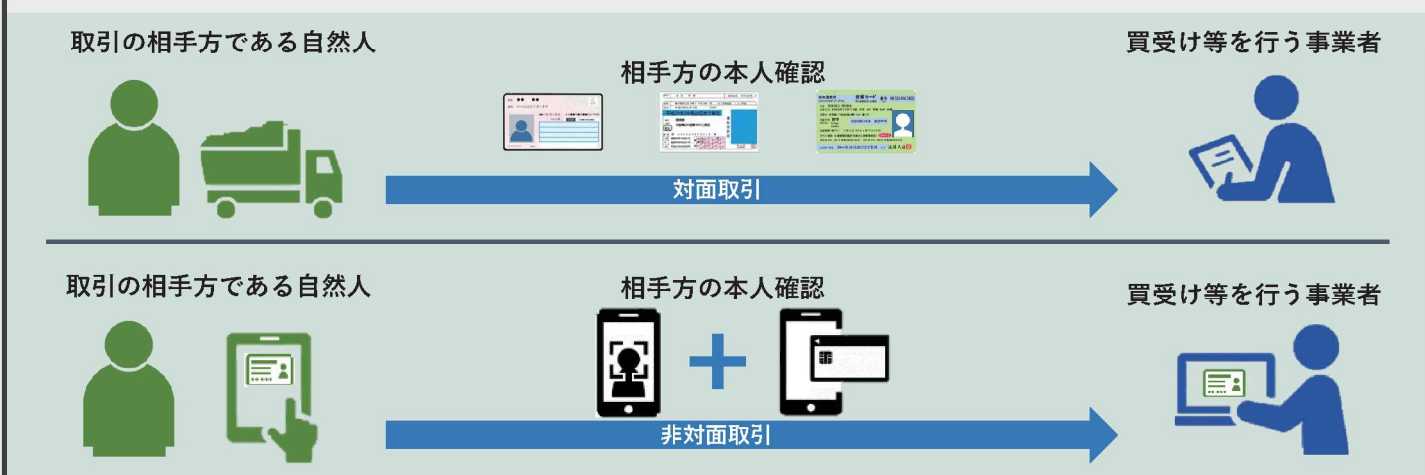 取引の相手方である自然人
買受け等を行う事業者
相手方の本人確認
対面取引
取引の相手方である自然人
相手方の本人確認
買受け等を行う事業者
非対面取引